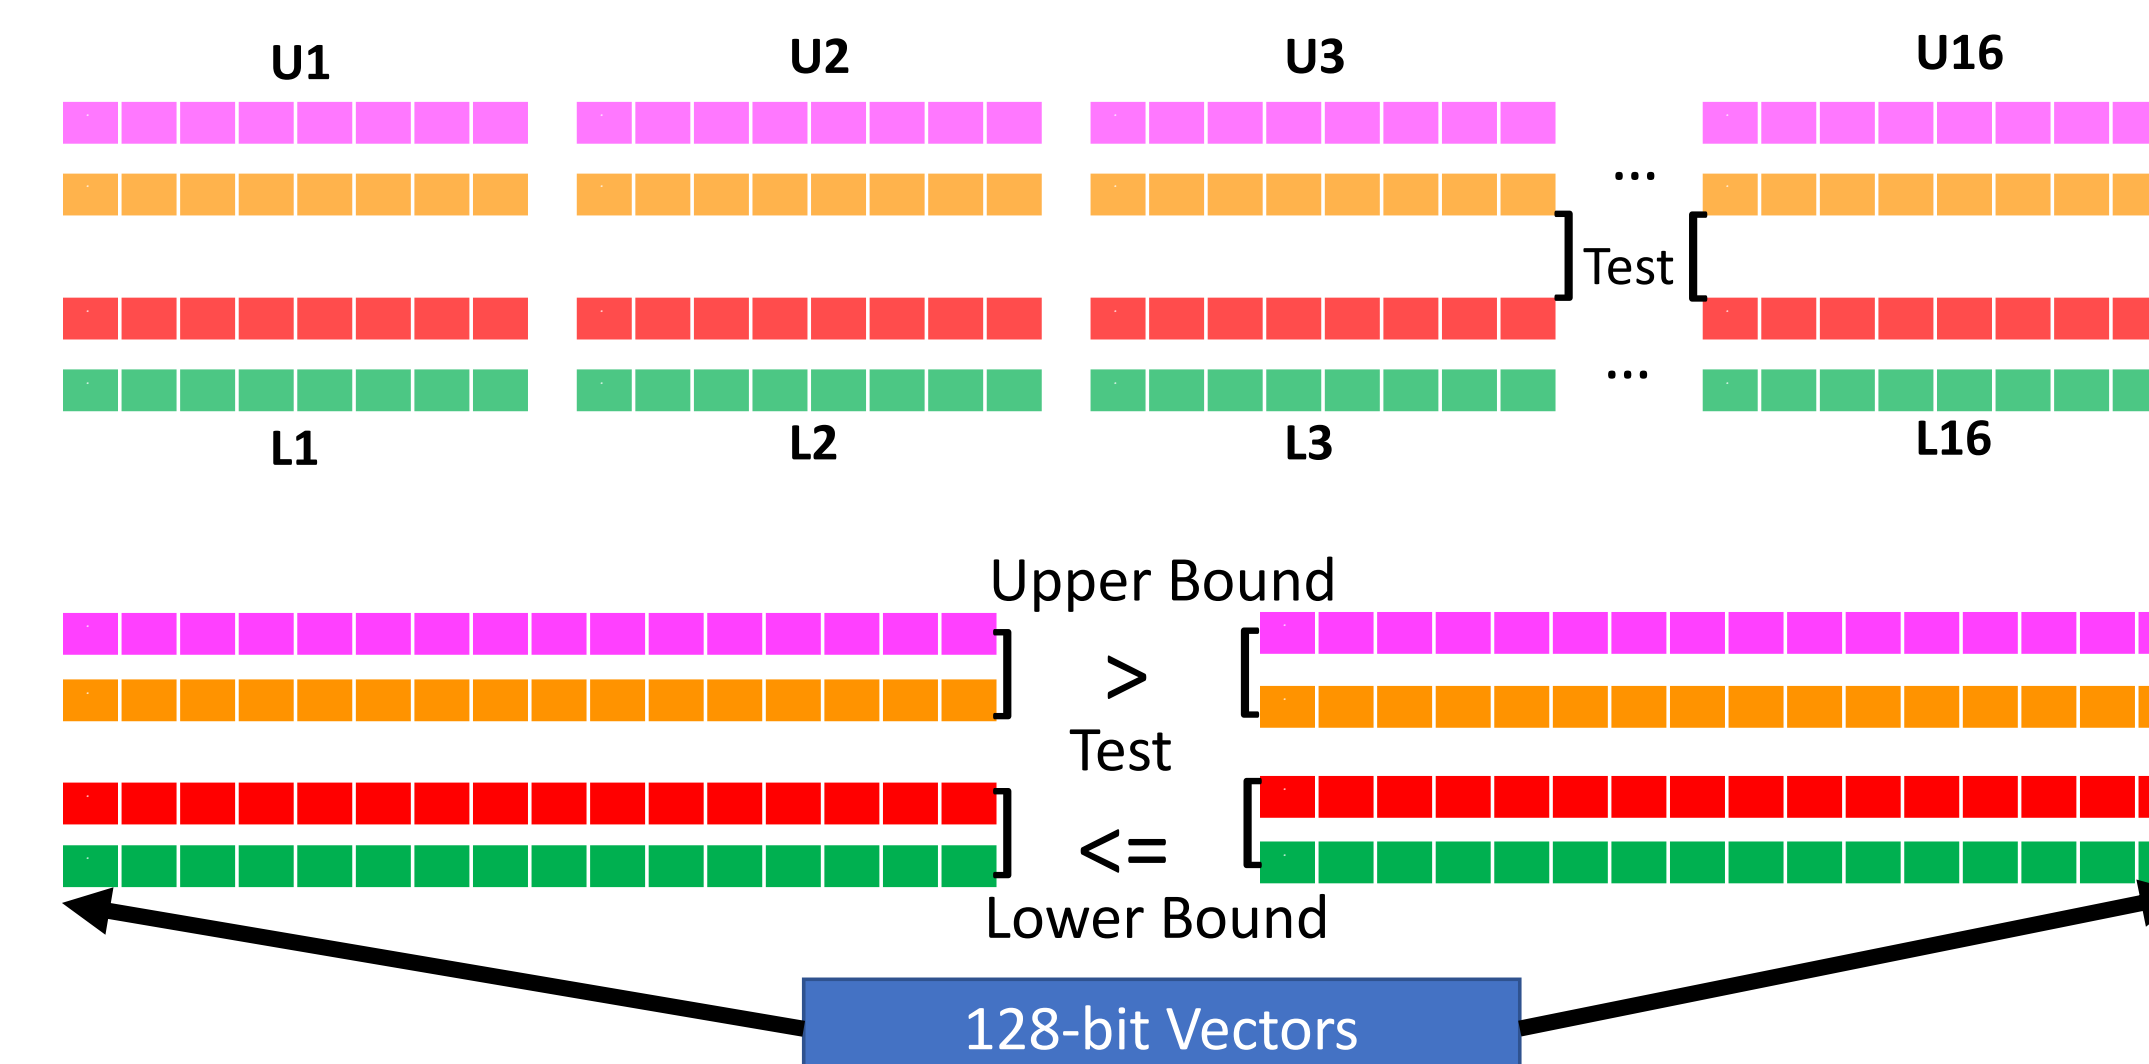 U1 U2 U3 U16
...
] Test [
...
L1 L2 L3 L16
Upper Bound
] > [
Test
] <= [
Lower Bound
128-bit Vectors